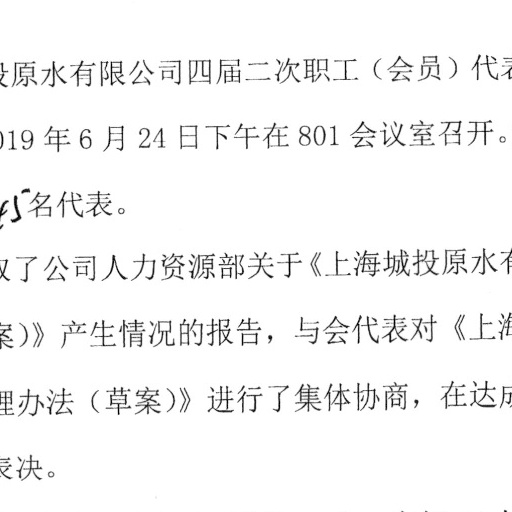 投原水有限公司四届二次职工（会员）代表
019 年 6 月 24 日下午在 801 会议室召开。
45名代表。
取了公司人力资源部关于《上海城投原水有
案）》产生情况的报告，与会代表对《上海
理办法（草案）》进行了集体协商，在达成
表决。